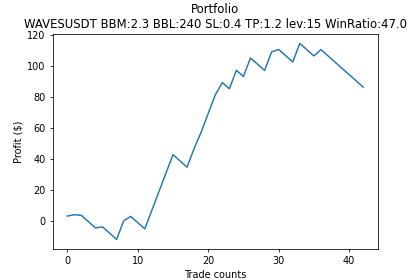 Portfolio
WAVESUSDT BBM:2.3 BBL:240 SL:0.4 TP:1.2 lev:15 WinRatio:47.0
120
100
80
60
40
20
0
Profit ($)
0 10 20 30 40
Trade counts